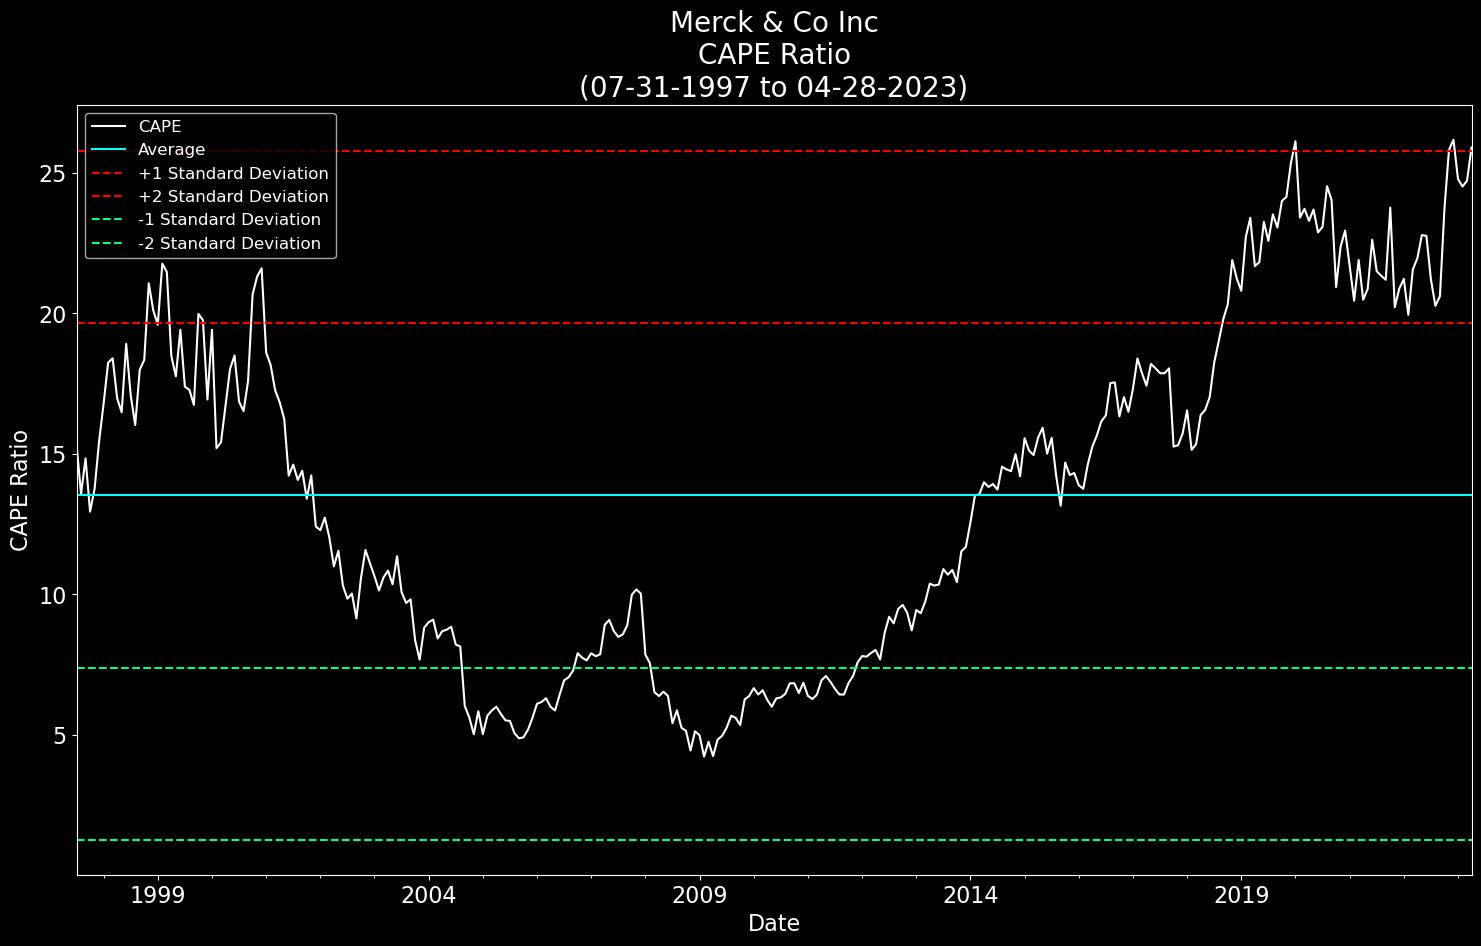 Merck & Co Inc
CAPE Ratio
(07-31-1997 to 04-28-2023)
CAPE
Average
+1 Standard Deviation
+2 Standard Deviation
-1 Standard Deviation
-2 Standard Deviation
25
20
15
10
5
CAPE Ratio
1999
2004
2009
2014
2019
Date